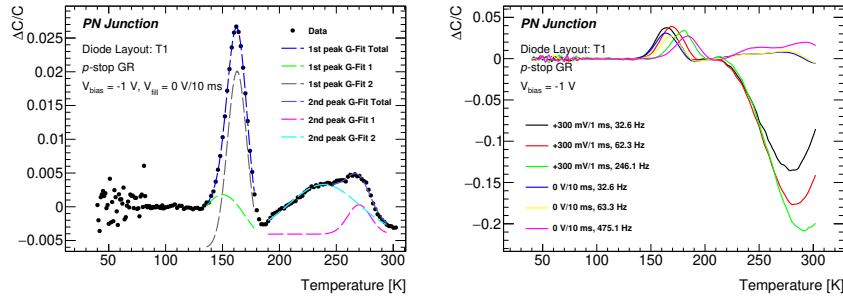 PN Junction
Diode Layout: T1
p-stop GR
V_bias = -1 V, V_fill = 0 V/10 ms
Data
1st peak G-Fit Total
1st peak G-Fit 1
1st peak G-Fit 2
2nd peak G-Fit Total
2nd peak G-Fit 1
2nd peak G-Fit 2
ΔC/C
0.025
0.02
0.015
0.01
0.005
0
−0.005
50 100 150 200 250 300
Temperature [K]
PN Junction
Diode Layout: T1
p-stop GR
V_bias = -1 V
+300 mV/1 ms, 32.6 Hz
+300 mV/1 ms, 62.3 Hz
+300 mV/1 ms, 246.1 Hz
0 V/10 ms, 32.6 Hz
0 V/10 ms, 63.3 Hz
0 V/10 ms, 475.1 Hz
ΔC/C
0.05
0
−0.05
−0.1
−0.15
−0.2
0 50 100 150 200 250 300
Temperature [K]